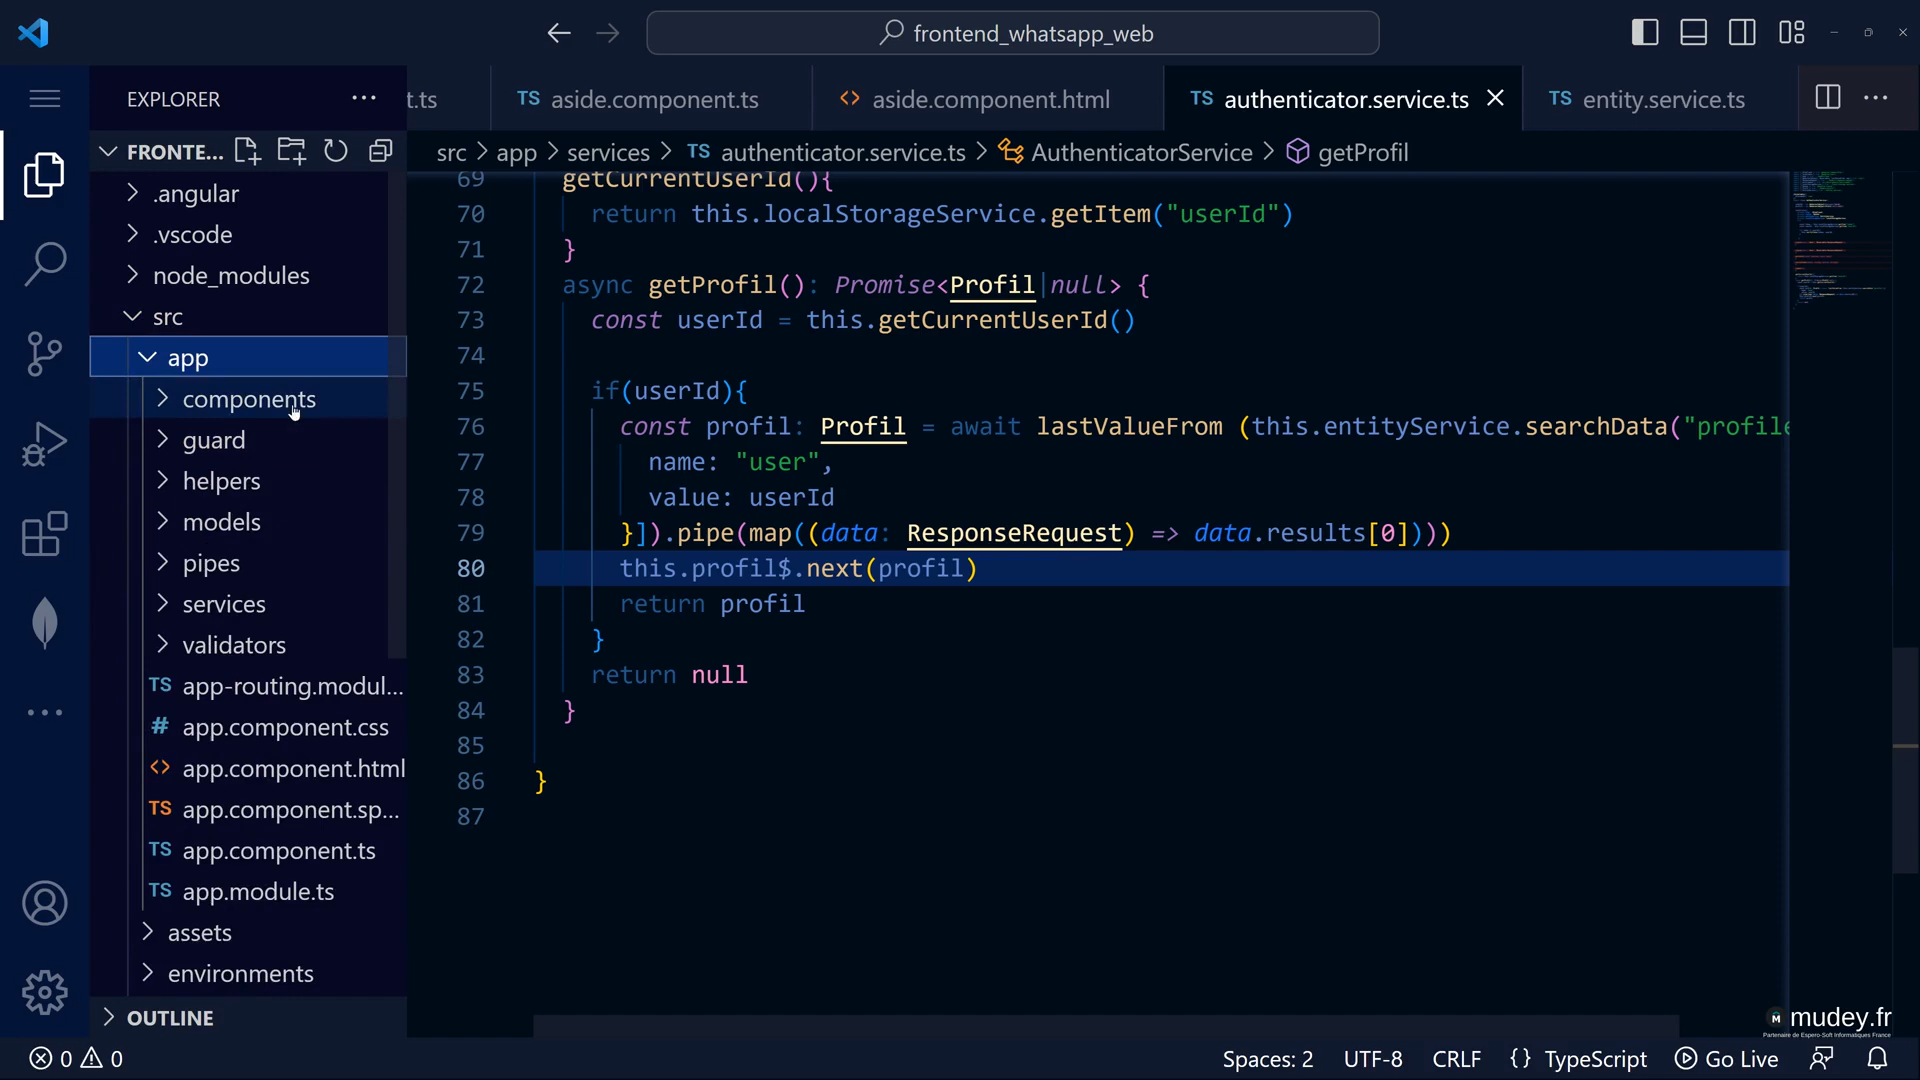 frontend_whatsapp_web
EXPLORER
t.ts
TS aside.component.ts
<> aside.component.html
TS authenticator.service.ts
TS entity.service.ts
FRONTE...
src > app > services > TS authenticator.service.ts > AuthenticatorService > getProfil
.angular
.vscode
node_modules
src
app
components
guard
helpers
models
pipes
services
validators
TS app-routing.modul...
# app.component.css
<> app.component.html
TS app.component.sp...
TS app.component.ts
TS app.module.ts
assets
environments
OUTLINE
69 getCurrentUserId(){
70 return this.localStorageService.getItem("userId")
71 }
72 async getProfil(): Promise<Profil|null> {
73 const userId = this.getCurrentUserId()
74
75 if(userId){
76 const profil: Profil = await lastValueFrom (this.entityService.searchData("profile
77 name: "user",
78 value: userId
79 }]).pipe(map((data: ResponseRequest) => data.results[0])))
80 this.profil$.next(profil)
81 return profil
82 }
83 return null
84 }
85
86 }
87
M mudey.fr
Partenaire de Espero-Soft Informatiques France
0 0
Spaces: 2
UTF-8
CRLF
{} TypeScript
Go Live